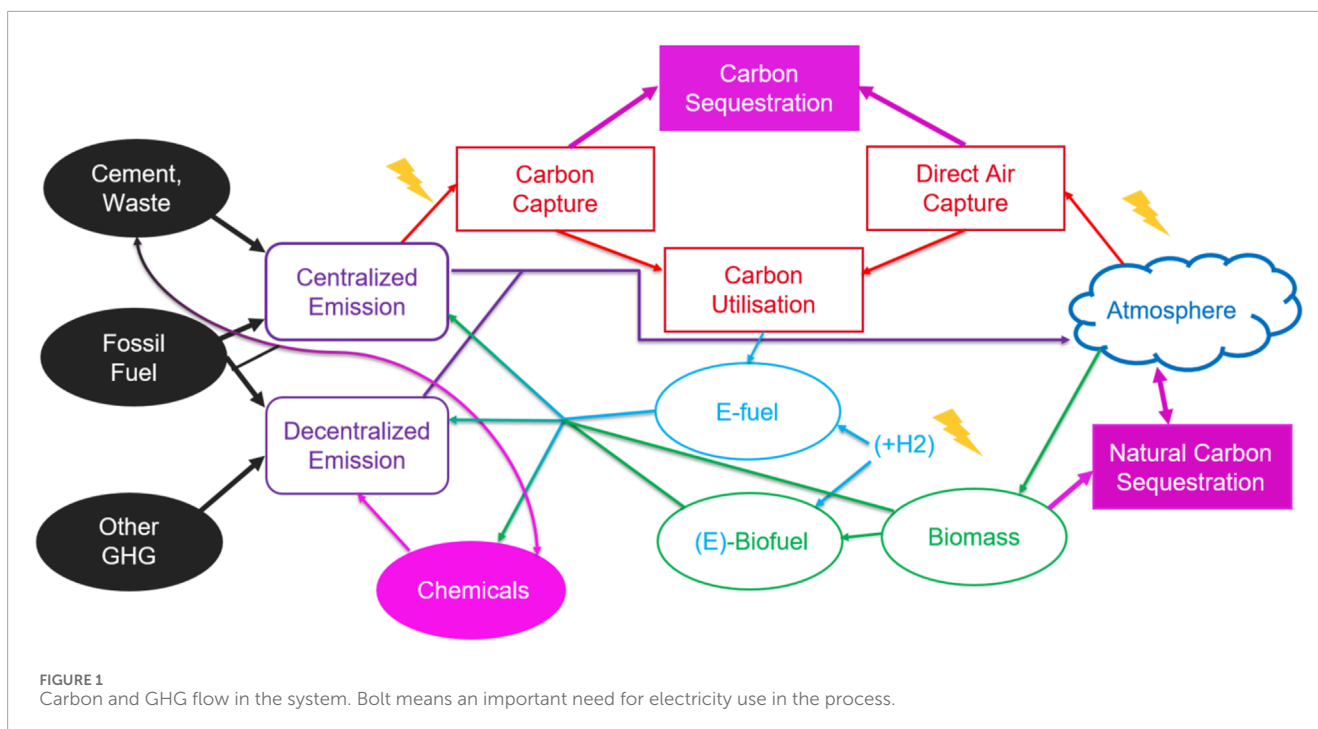 Carbon
Sequestration
Cement,
Waste
Carbon
Capture
Direct Air
Capture
Centralized
Emission
Carbon
Utilisation
Atmosphere
Fossil
Fuel
E-fuel
Decentralized
Emission
(+H2)
Natural Carbon
Sequestration
Other
GHG
(E)-Biofuel
Biomass
Chemicals
FIGURE 1
Carbon and GHG flow in the system. Bolt means an important need for electricity use in the process.